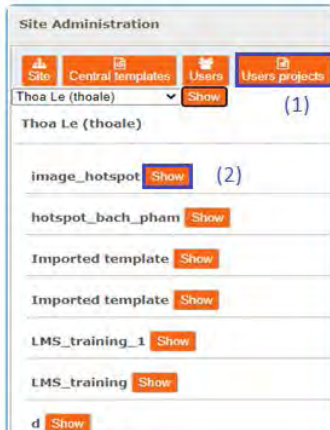 Site Administration
Site Central templates Users Users projects
Thoa Le (thoale) Show
(1)
Thoa Le (thoale)
image_hotspot Show (2)
hotspot_bach_pham Show
Imported template Show
Imported template Show
LMS_training_1 Show
LMS_training Show
d Show